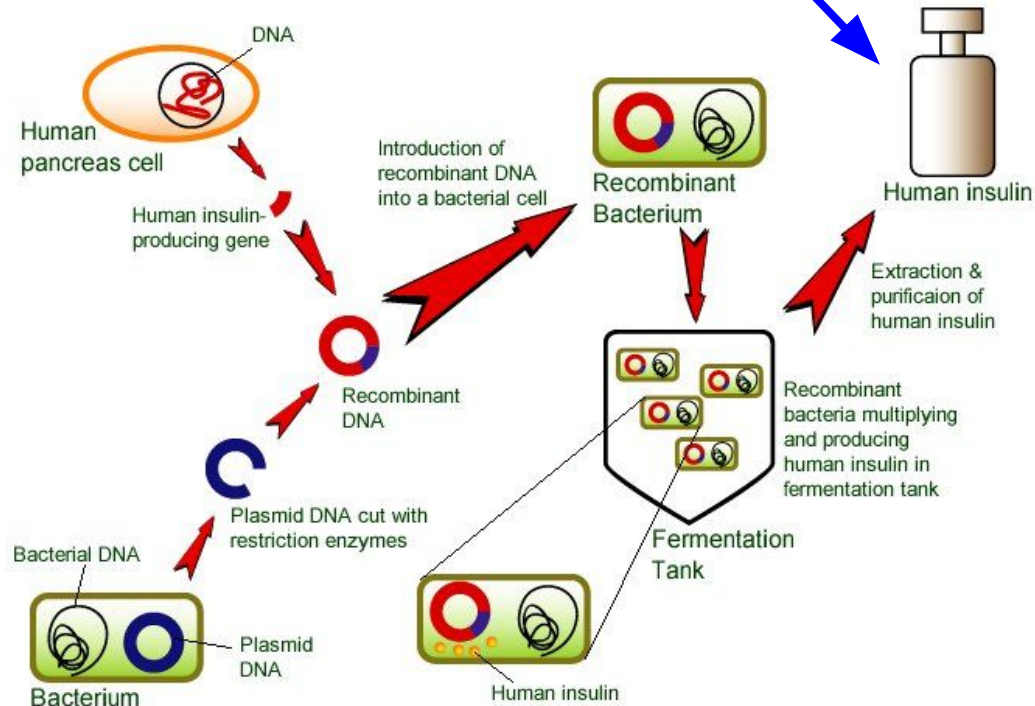 DNA
Human
pancreas cell
Human insulin-
producing gene
Introduction of
recombinant DNA
into a bacterial cell
Recombinant
Bacterium
Human insulin
Extraction &
purificaion of
human insulin
Recombinant
DNA
Recombinant
bacteria multiplying
and producing
human insulin in
fermentation tank
Plasmid DNA cut with
restriction enzymes
Fermentation
Tank
Bacterial DNA
Plasmid
DNA
Bacterium
Human insulin